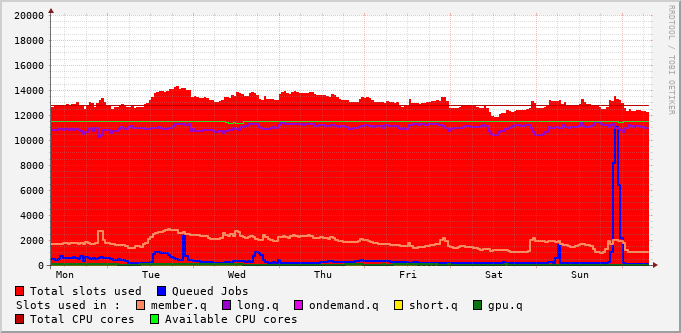 20000
18000
16000
14000
12000
10000
8000
6000
4000
2000
0
Mon Tue Wed Thu Fri Sat Sun
RRDTOOL / TOBI OETIKER
Total slots used Queued Jobs
Slots used in : member.q long.q ondemand.q short.q gpu.q
Total CPU cores Available CPU cores